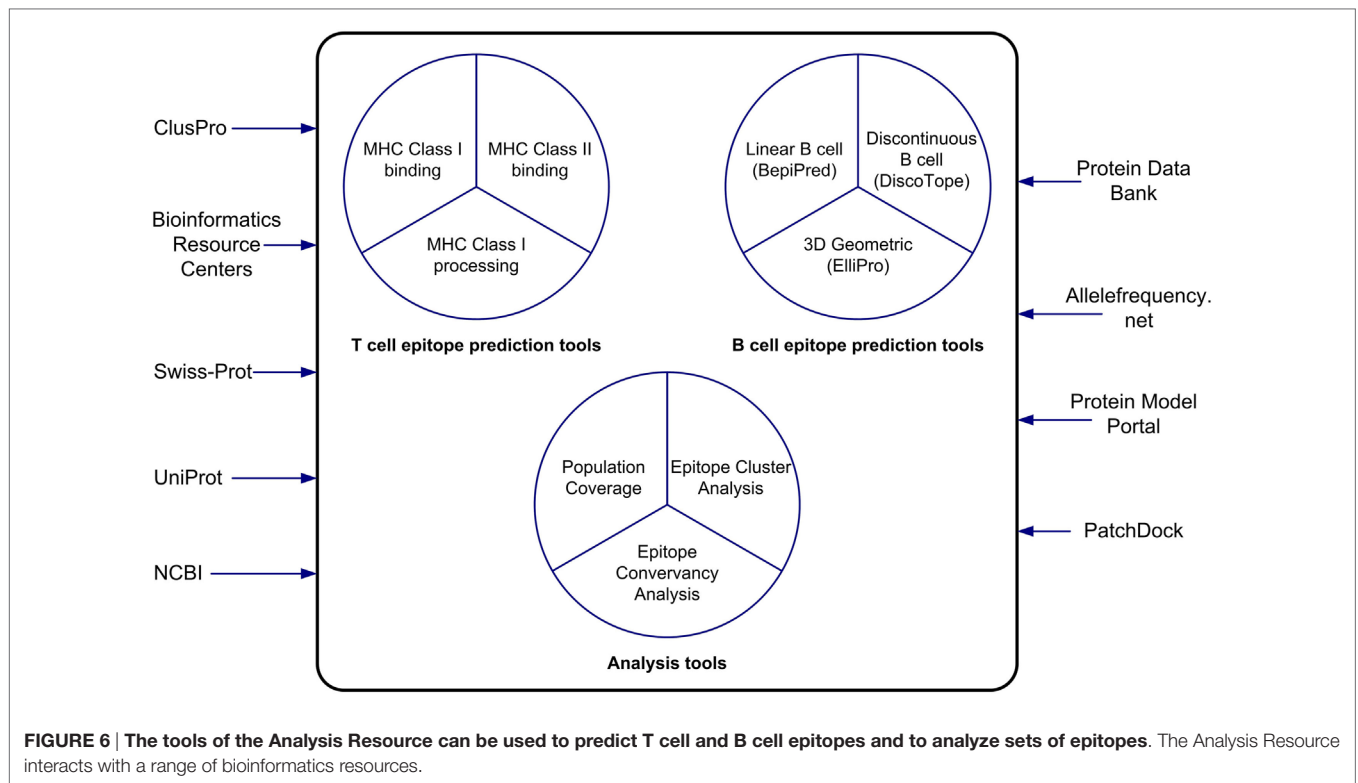 ClusPro
Bioinformatics
Resource
Centers
Swiss-Prot
UniProt
NCBI
MHC Class I
binding
MHC Class II
binding
MHC Class I
processing
T cell epitope prediction tools
Linear B cell
(BepiPred)
Discontinuous
B cell
(DiscoTope)
3D Geometric
(ElliPro)
B cell epitope prediction tools
Population
Coverage
Epitope Cluster
Analysis
Epitope
Convervancy
Analysis
Analysis tools
Protein Data
Bank
Allelefrequency.
net
Protein Model
Portal
PatchDock
FIGURE 6 | The tools of the Analysis Resource can be used to predict T cell and B cell epitopes and to analyze sets of epitopes. The Analysis Resource
interacts with a range of bioinformatics resources.